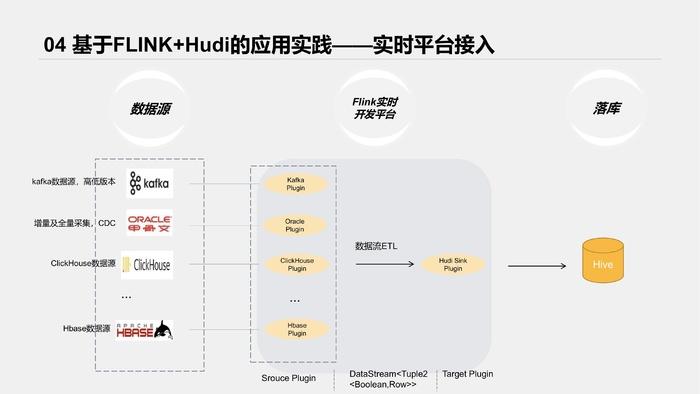 04 基于FLINK+Hudi的应用实践——实时平台接入
数据源
Flink实时
开发平台
落库
kafka数据源，高低版本
kafka
Kafka
Plugin
增量及全量采集，CDC
ORACLE
甲骨文
Oracle
Plugin
数据流ETL
ClickHouse数据源
ClickHouse
ClickHouse
Plugin
Hudi Sink
Plugin
Hive
...
...
Hbase数据源
APACHE
HBASE
Hbase
Plugin
Srouce Plugin
DataStream<Tuple2
<Boolean,Row>>
Target Plugin